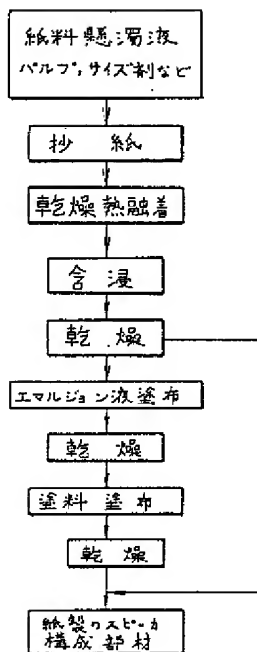 紙料懸濁液
パルプ,サイズ剤など
抄紙
乾燥熱融着
含浸
乾燥
エマルジョン液塗布
乾燥
塗料塗布
乾燥
紙製のスピーカ
構成部材